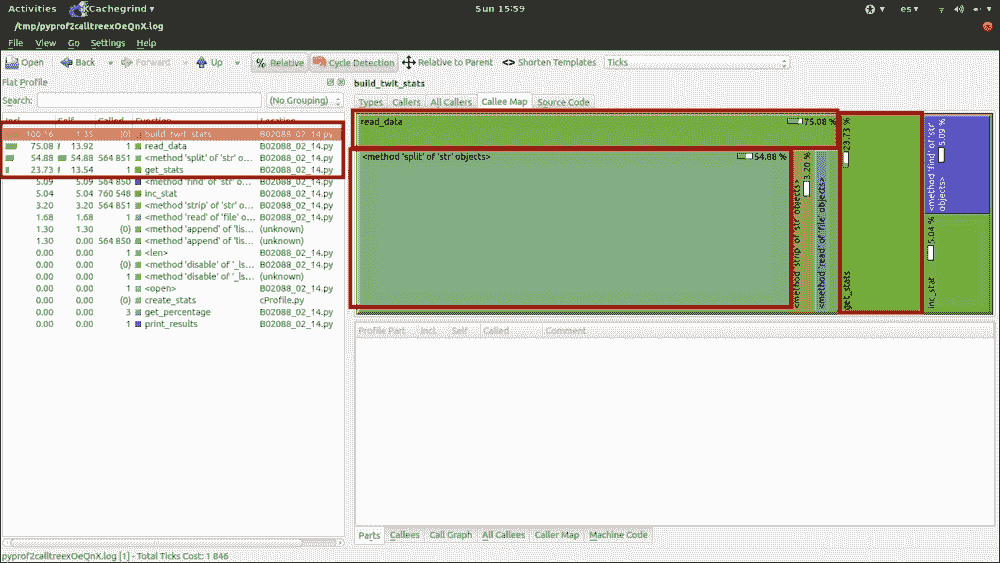 Activities KCachegrind ▾ Sun 15:59 es ▾
/tmp/pyprof2calltreexOeQnX.log
File View Go Settings Help
Open Back Forward Up % Relative Cycle Detection Relative to Parent <> Shorten Templates Ticks
Flat Profile
build_twit_stats
Search: (No Grouping)
Types Callers All Callers Callee Map Source Code
Incl. Self Called Function Location
1.35 (0) build_twit_stats B02088_02_14.py
75.08 13.92 1 read_data B02088_02_14.py
54.88 54.88 564 851 <method 'split' of 'str' o... B02088_02_14.py
23.73 13.54 1 get_stats B02088_02_14.py
5.09 5.09 564 850 <method 'find' of 'str' o... B02088_02_14.py
5.04 5.04 760 548 inc_stat B02088_02_14.py
3.20 3.20 564 851 <method 'strip' of 'str' o... B02088_02_14.py
1.68 1.68 1 <method 'read' of 'file' o... B02088_02_14.py
1.30 1.30 (0) <method 'append' of 'lis... (unknown)
1.30 0.00 564 850 <method 'append' of 'lis... (unknown)
0.00 0.00 1 <len> B02088_02_14.py
0.00 0.00 (0) <method 'disable' of '_ls... (unknown)
0.00 0.00 1 <method 'disable' of '_ls... (unknown)
0.00 0.00 1 <open> B02088_02_14.py
0.00 0.00 (0) create_stats cProfile.py
0.00 0.00 3 get_percentage B02088_02_14.py
0.00 0.00 1 print_results B02088_02_14.py
read_data 75.08 %
<method 'split' of 'str' objects> 54.88 %
<method 'strip' of 'str' objects> 3.20 %
<method 'read' of 'file' objects>
get_stats 23.73 %
<method 'find' of 'str' objects> 5.09 %
inc_stat 5.04 %
Profile Part Incl. Self Called Comment
Parts Callees Call Graph All Callees Caller Map Machine Code
pyprof2calltreexOeQnX.log [1] - Total Ticks Cost: 1 846